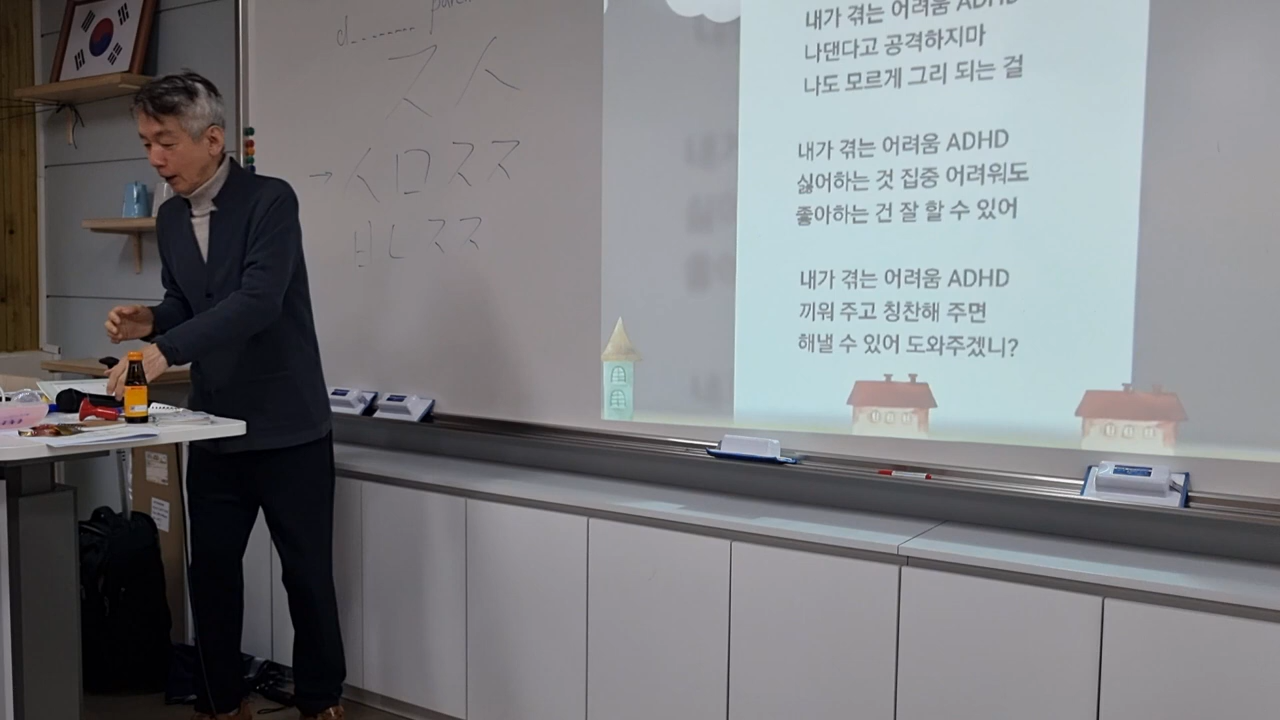 ㅈㅅ
→ ㅅㅁㅈㅈ
ㅂㄴㅈㅈ
내가 겪는 어려움 ADHD
나댄다고 공격하지마
나도 모르게 그리 되는 걸
내가 겪는 어려움 ADHD
싫어하는 것 집중 어려워도
좋아하는 건 잘 할 수 있어
내가 겪는 어려움 ADHD
끼워 주고 칭찬해 주면
해낼 수 있어 도와주겠니?